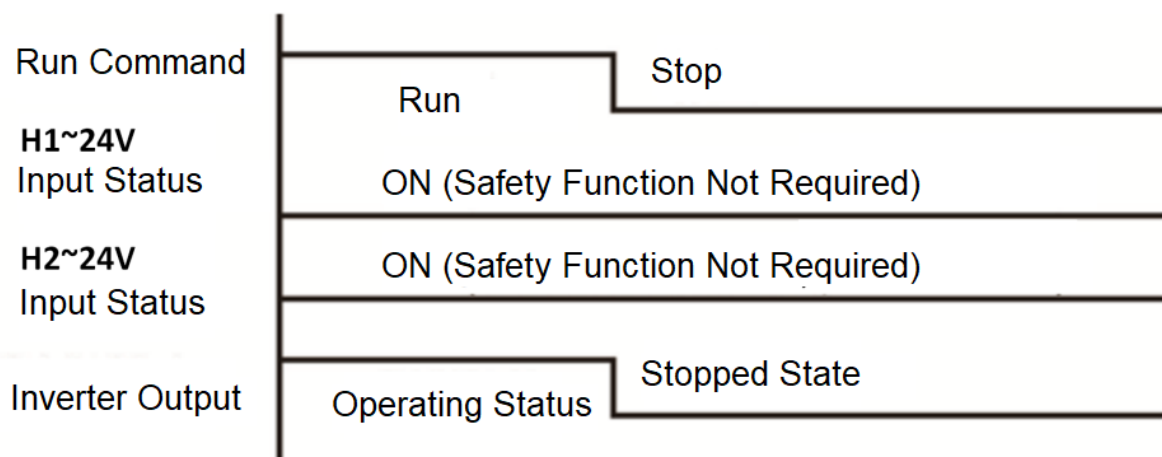 Run Command
Run
Stop
H1~24V
Input Status
ON (Safety Function Not Required)
H2~24V
Input Status
ON (Safety Function Not Required)
Inverter Output
Operating Status
Stopped State